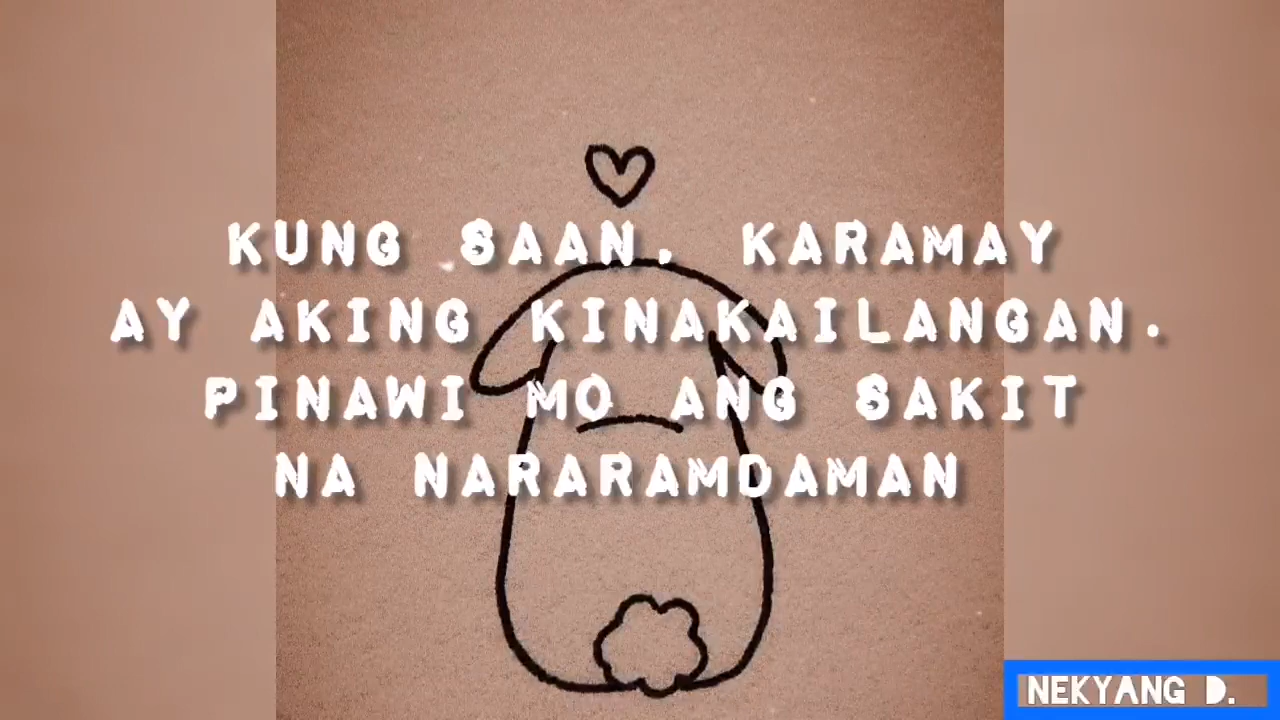 KUNG SAAN, KARAMAY
AY AKING KINAKAILANGAN.
PINAWI MO ANG SAKIT
NA NARARAMDAMAN
NEKYANG D.